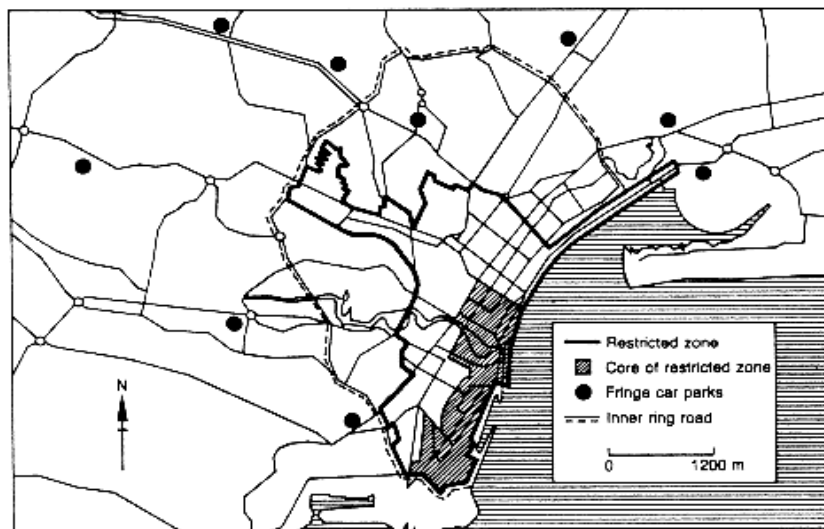 N
Restricted zone
Core of restricted zone
Fringe car parks
Inner ring road
0 1200 m